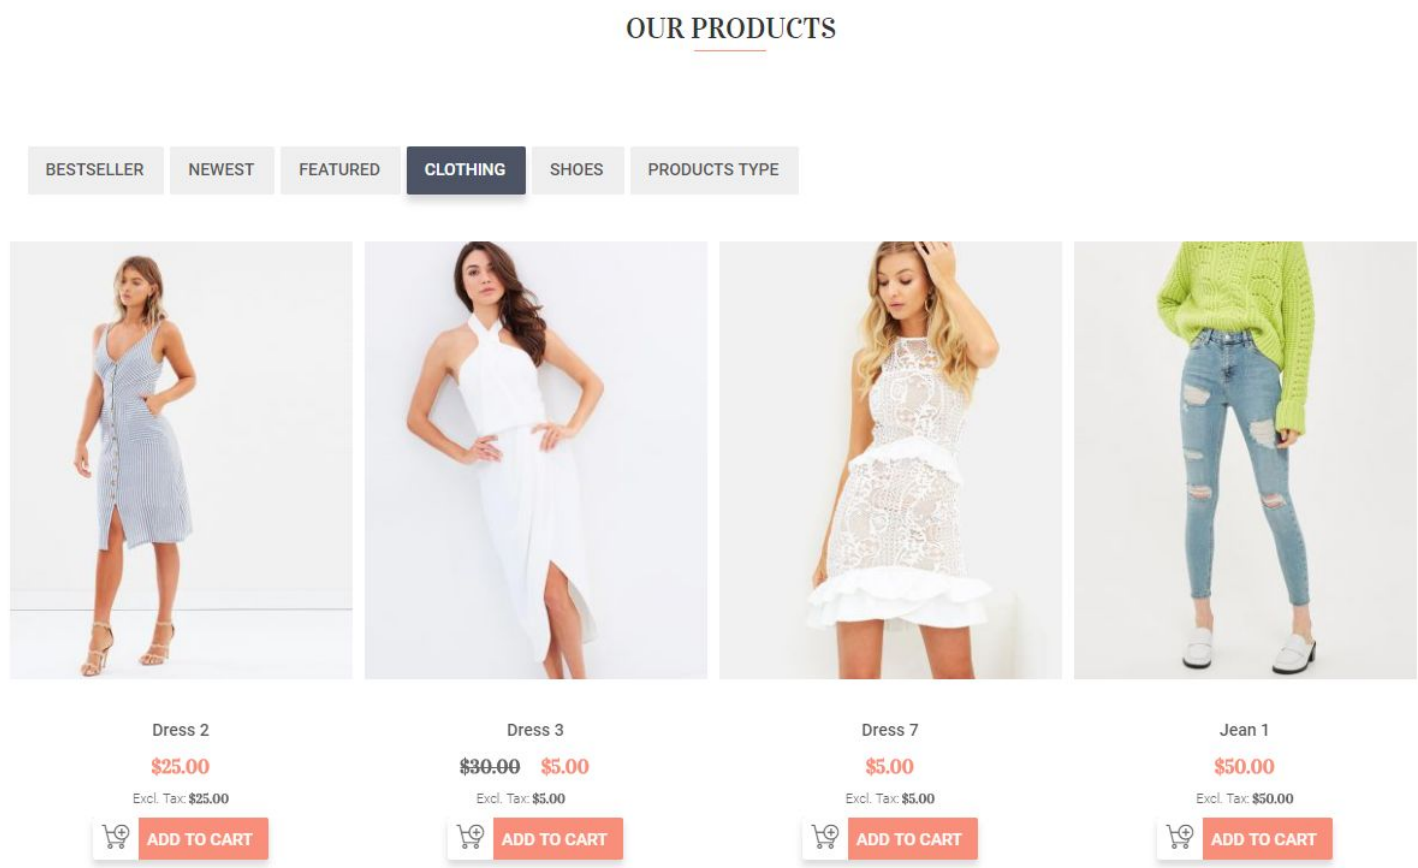 OUR PRODUCTS
BESTSELLER NEWEST FEATURED CLOTHING SHOES PRODUCTS TYPE
Dress 2 Dress 3 Dress 7 Jean 1
$25.00 $30.00 $5.00 $5.00 $50.00
Excl. Tax: $25.00 Excl. Tax: $5.00 Excl. Tax: $5.00 Excl. Tax: $50.00
ADD TO CART ADD TO CART ADD TO CART ADD TO CART